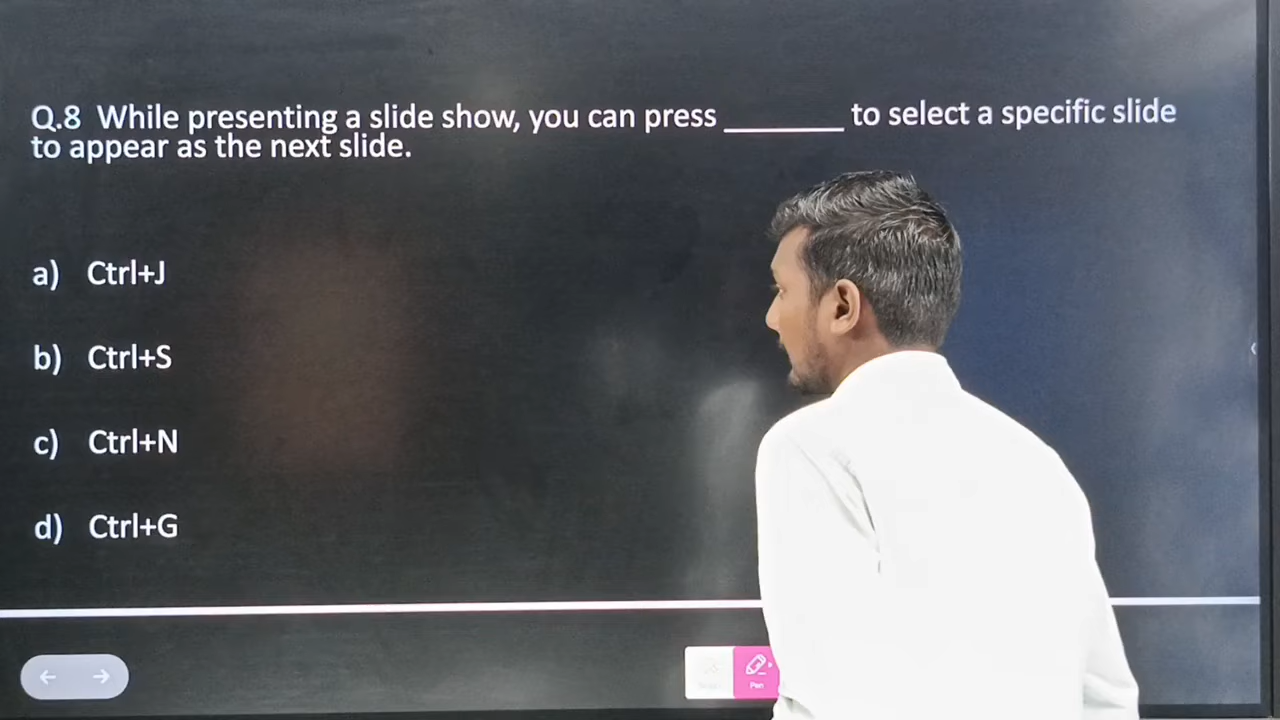 Q.8 While presenting a slide show, you can press ________ to select a specific slide
to appear as the next slide.
a) Ctrl+J
b) Ctrl+S
c) Ctrl+N
d) Ctrl+G
Pen